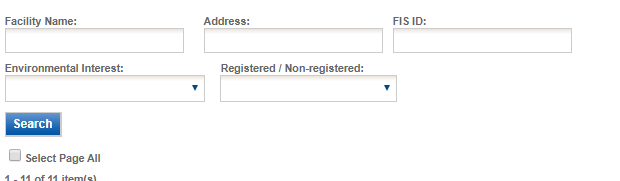 Facility Name: Address: FIS ID:
Environmental Interest: Registered / Non-registered:
Search
Select Page All
1 - 11 of 11 item(s)